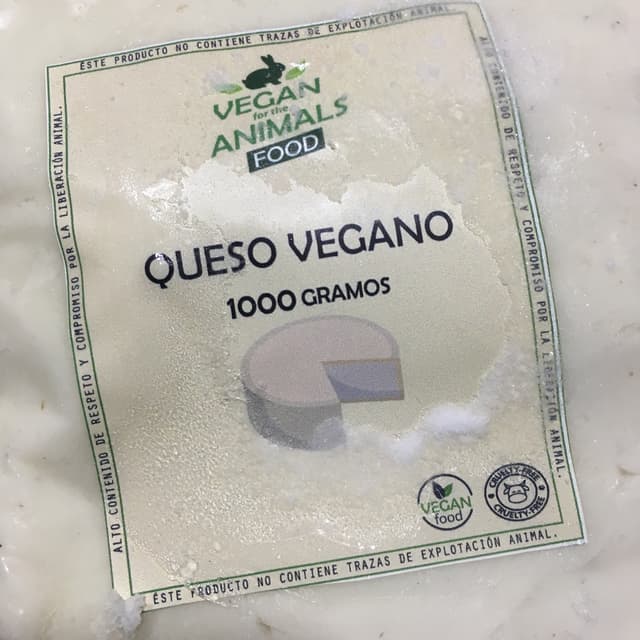 ÉSTE PRODUCTO NO CONTIENE TRAZAS DE EXPLOTACIÓN ANIMAL.
VEGAN
for the
ANIMALS
FOOD
QUESO VEGANO
1000 GRAMOS
VEGAN
food
CRUELTY-FREE
CRUELTY-FREE
ALTO CONTENIDO DE RESPETO Y COMPROMISO POR LA LIBERACIÓN ANIMAL.
ALTO CONTENIDO DE RESPETO Y COMPROMISO POR LA LIBERACIÓN ANIMAL.
ÉSTE PRODUCTO NO CONTIENE TRAZAS DE EXPLOTACIÓN ANIMAL.